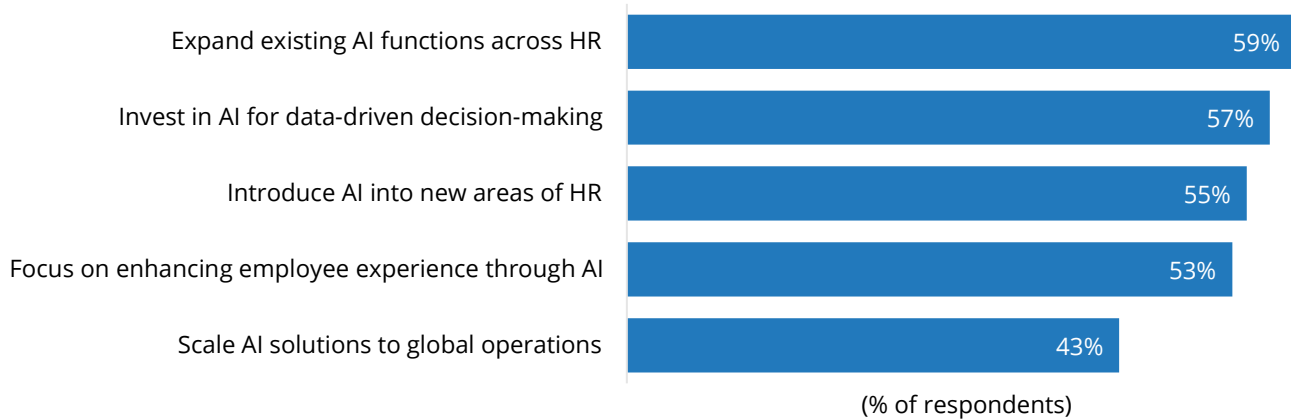 Expand existing AI functions across HR
59%
Invest in AI for data-driven decision-making
57%
Introduce AI into new areas of HR
55%
Focus on enhancing employee experience through AI
53%
Scale AI solutions to global operations
43%
(% of respondents)